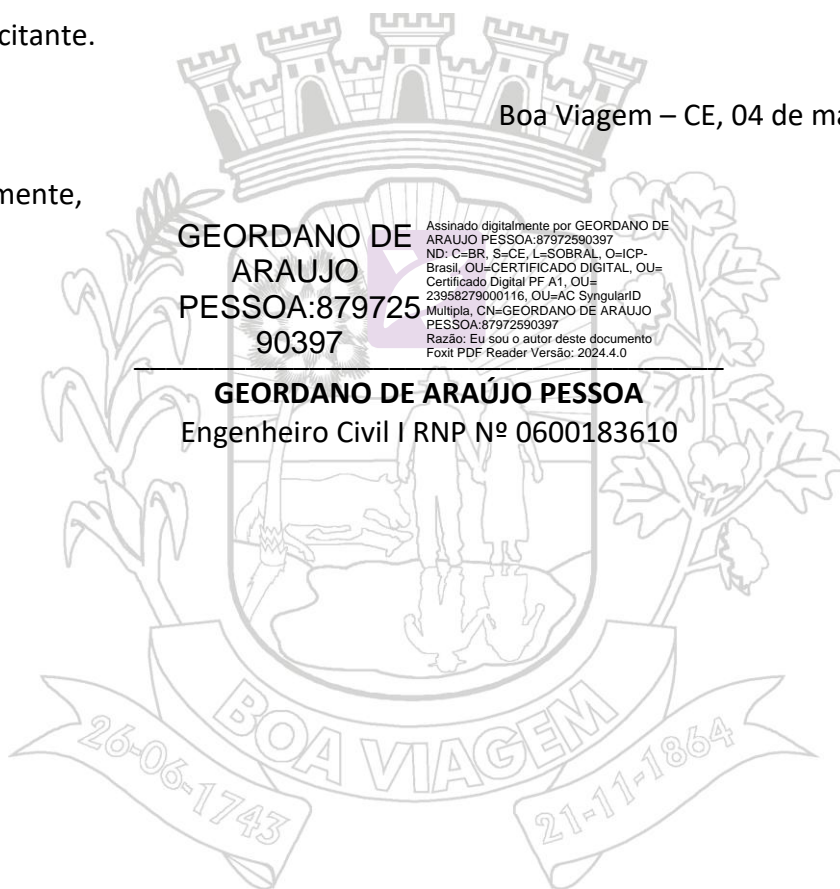 citante.
Boa Viagem – CE, 04 de ma
mente,
GEORDANO DE
ARAUJO
PESSOA:879725
90397
Assinado digitalmente por GEORDANO DE
ARAUJO PESSOA:87972590397
ND: C=BR, S=CE, L=SOBRAL, O=ICP-
Brasil, OU=CERTIFICADO DIGITAL, OU=
Certificado Digital PF A1, OU=
23958279000116, OU=AC SyngularID
Multipla, CN=GEORDANO DE ARAUJO
PESSOA:87972590397
Razão: Eu sou o autor deste documento
Foxit PDF Reader Versão: 2024.4.0
GEORDANO DE ARAÚJO PESSOA
Engenheiro Civil I RNP Nº 0600183610
BOA VIAGEM
26-06-1743
21-11-1864